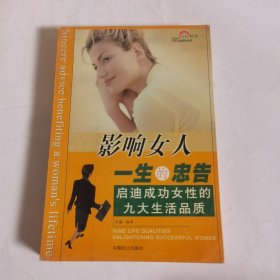 Woman
Sincere advice benefiting a woman's lifetime
影响女人
一生的忠告
启迪成功女性的
九大生活品质
NINE LIFE QUALITIES
ENLIGHTENING SUCCESSFUL WOMEN